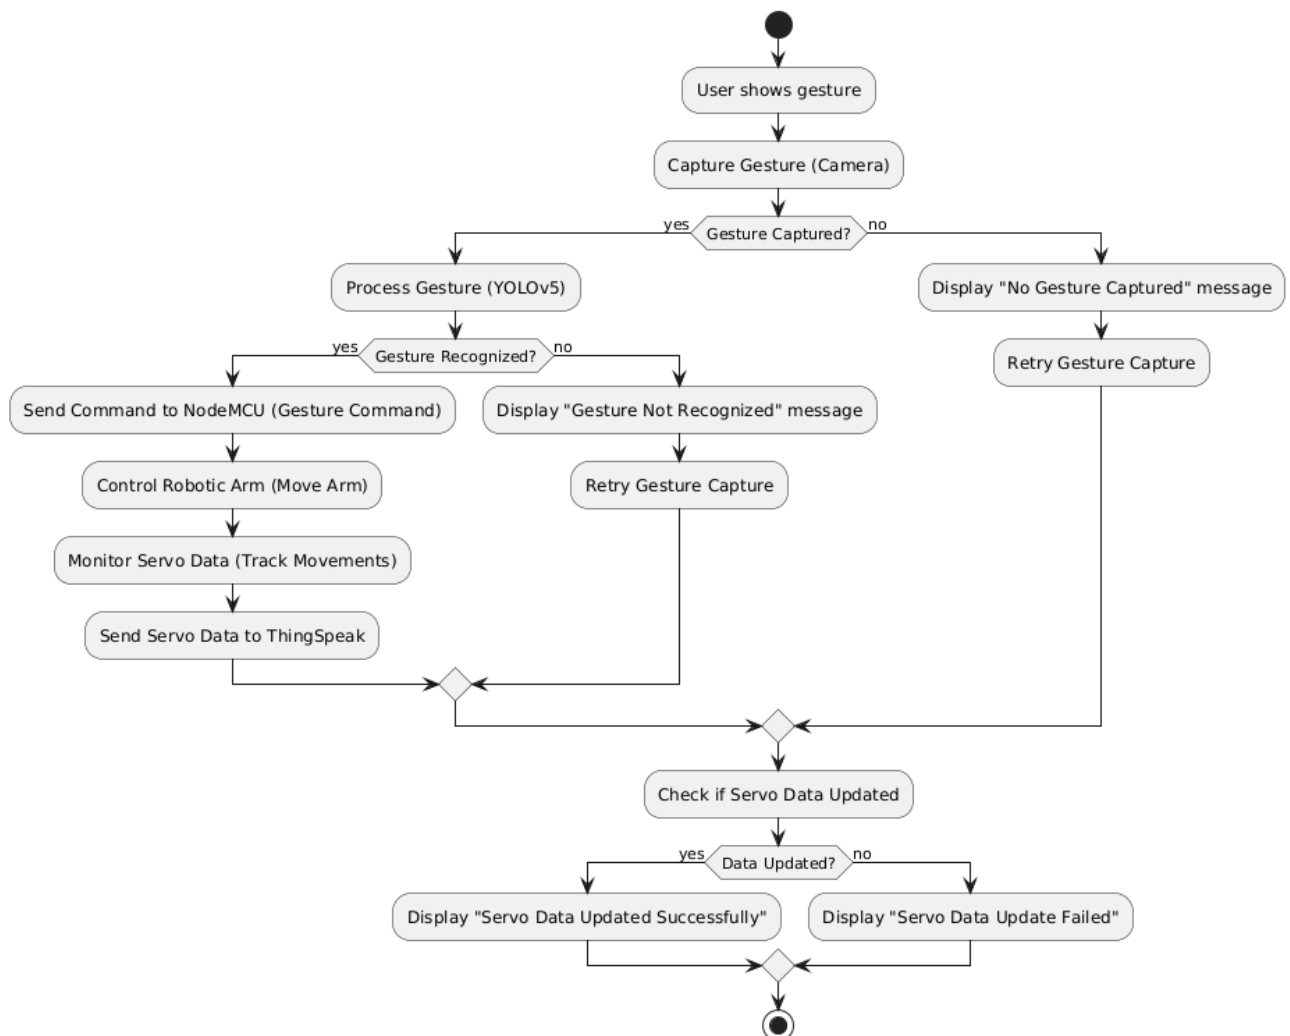 User shows gesture
Capture Gesture (Camera)
yes
Gesture Captured?
no
Process Gesture (YOLOv5)
Display "No Gesture Captured" message
yes
Gesture Recognized?
no
Retry Gesture Capture
Send Command to NodeMCU (Gesture Command)
Display "Gesture Not Recognized" message
Control Robotic Arm (Move Arm)
Retry Gesture Capture
Monitor Servo Data (Track Movements)
Send Servo Data to ThingSpeak
Check if Servo Data Updated
yes
Data Updated?
no
Display "Servo Data Updated Successfully"
Display "Servo Data Update Failed"